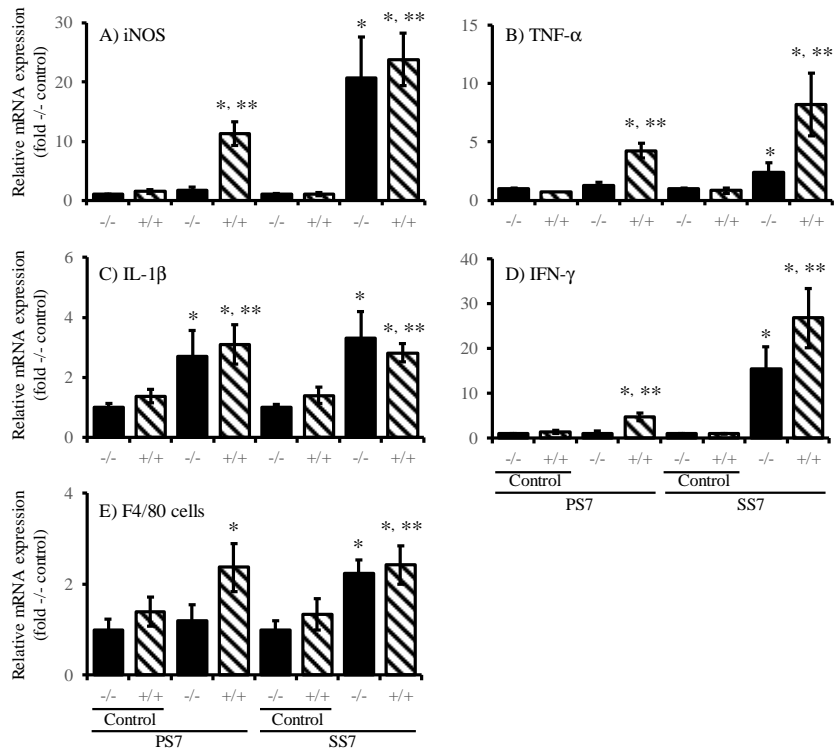 Relative mRNA expression
(fold -/- control)
A) iNOS
30
20
10
0
*, **
*
*, **
-/- +/+ -/- +/+ -/- +/+ -/- +/+
B) TNF-α
15
10
5
0
*, **
*
*, **
-/- +/+ -/- +/+ -/- +/+ -/- +/+
Relative mRNA expression
(fold -/- control)
C) IL-1β
6
4
2
0
*
*, **
*
*, **
-/- +/+ -/- +/+ -/- +/+ -/- +/+
D) IFN-γ
40
30
20
10
0
*, **
*
*, **
-/- +/+ -/- +/+ -/- +/+ -/- +/+
Control Control
PS7 SS7
Relative mRNA expression
(fold -/- control)
E) F4/80 cells
4
2
0
*
*
*, **
-/- +/+ -/- +/+ -/- +/+ -/- +/+
Control Control
PS7 SS7